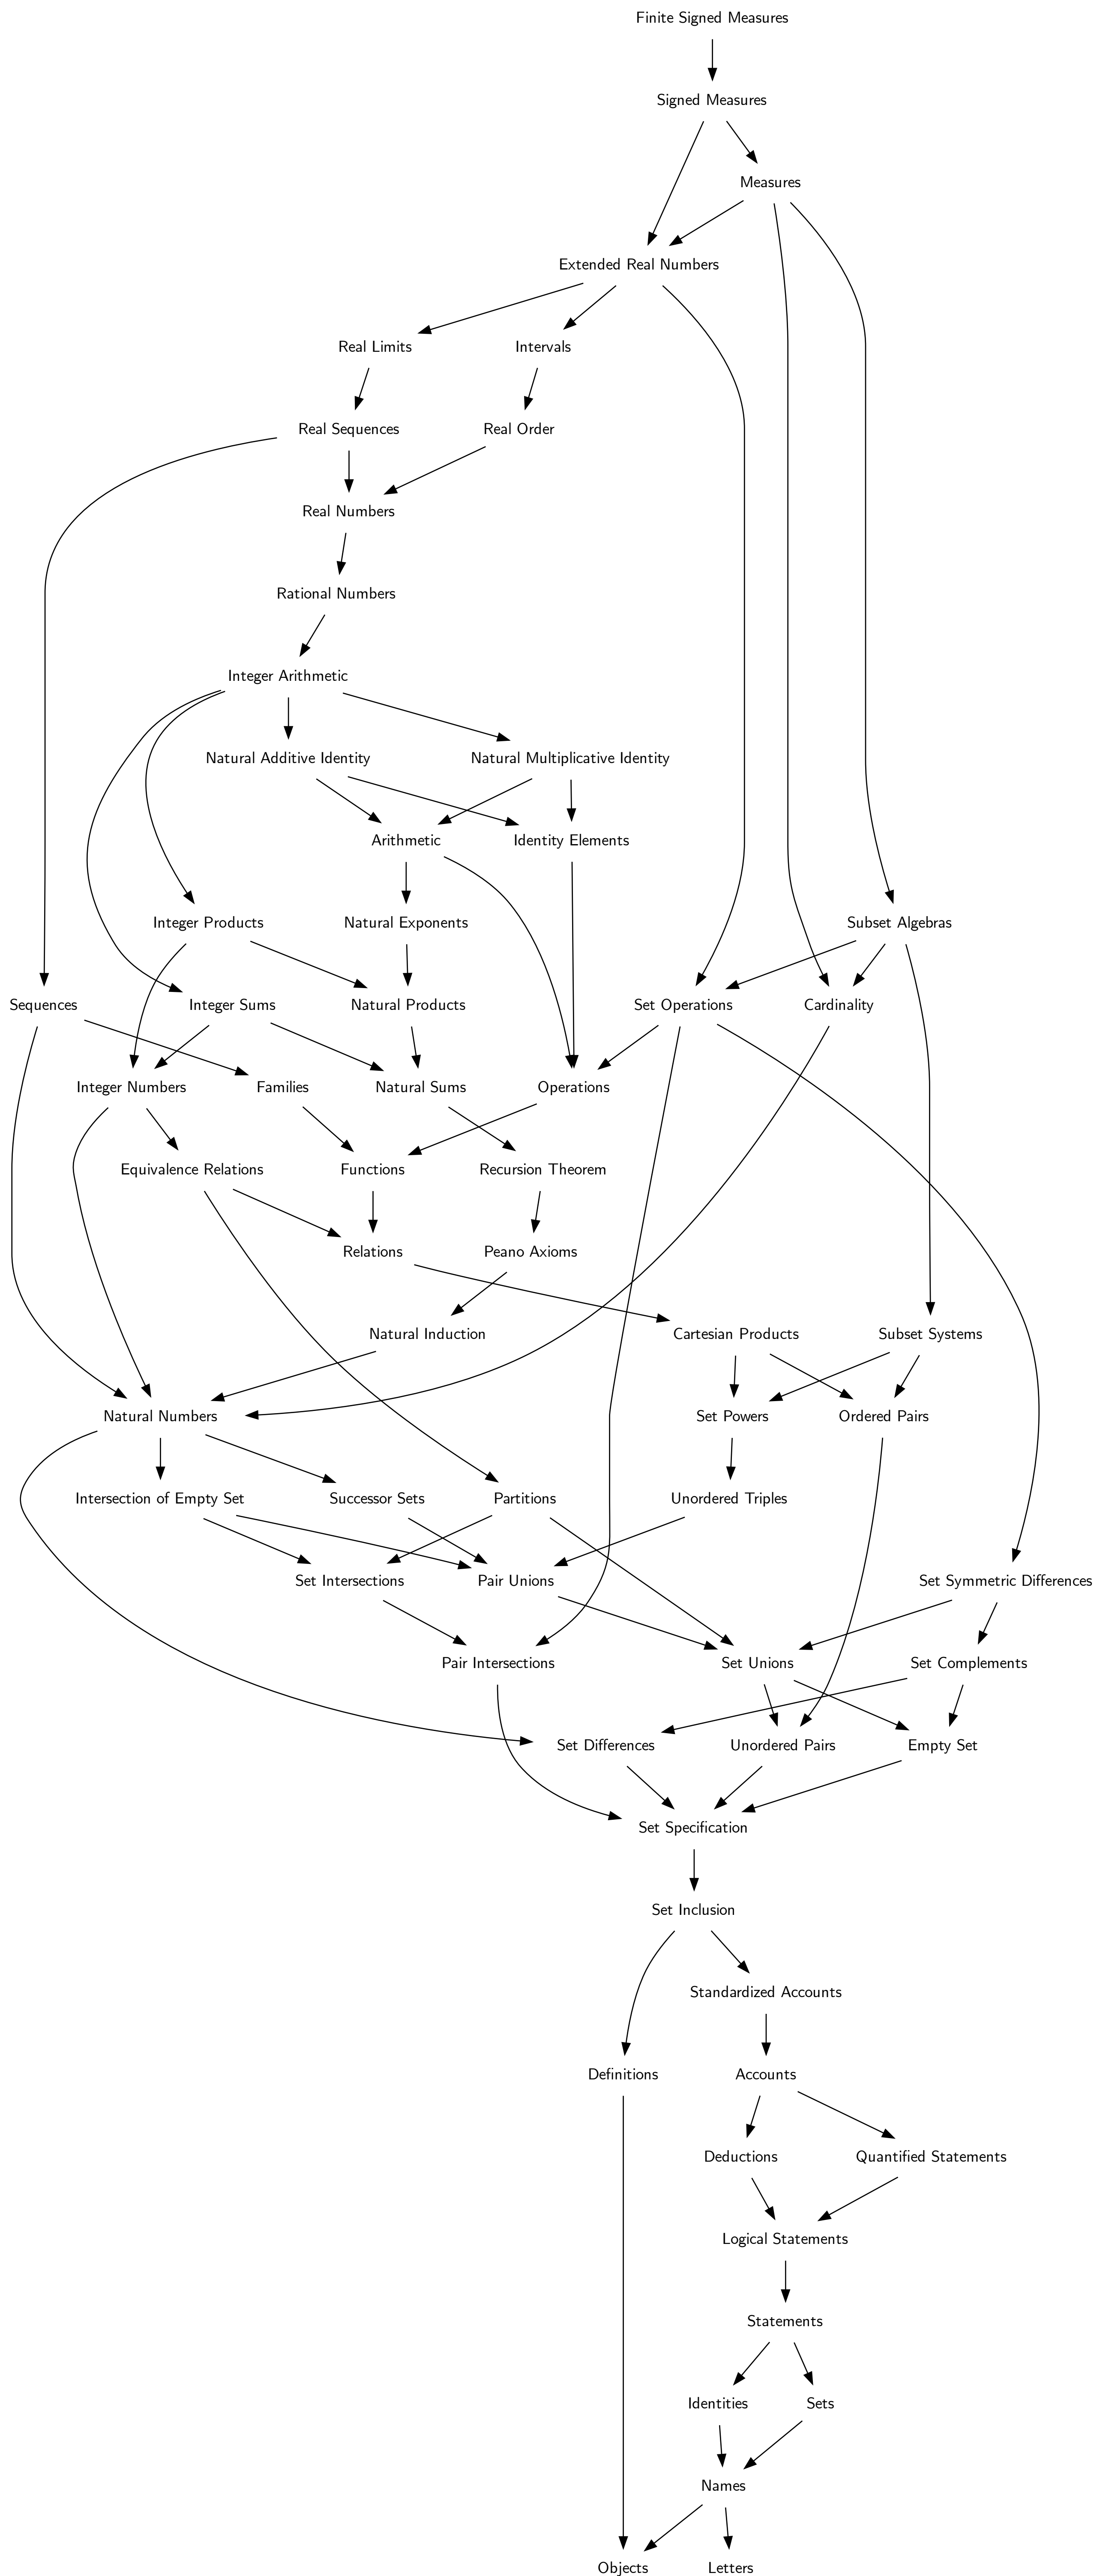 Finite Signed Measures
Signed Measures
Measures
Extended Real Numbers
Real Limits
Intervals
Real Sequences
Real Order
Real Numbers
Rational Numbers
Integer Arithmetic
Natural Additive Identity
Natural Multiplicative Identity
Arithmetic
Identity Elements
Integer Products
Natural Exponents
Subset Algebras
Sequences
Integer Sums
Natural Products
Set Operations
Cardinality
Integer Numbers
Families
Natural Sums
Operations
Equivalence Relations
Functions
Recursion Theorem
Relations
Peano Axioms
Natural Induction
Cartesian Products
Subset Systems
Natural Numbers
Set Powers
Ordered Pairs
Intersection of Empty Set
Successor Sets
Partitions
Unordered Triples
Set Intersections
Pair Unions
Set Symmetric Differences
Pair Intersections
Set Unions
Set Complements
Set Differences
Unordered Pairs
Empty Set
Set Specification
Set Inclusion
Standardized Accounts
Definitions
Accounts
Deductions
Quantified Statements
Logical Statements
Statements
Identities
Sets
Names
Objects
Letters